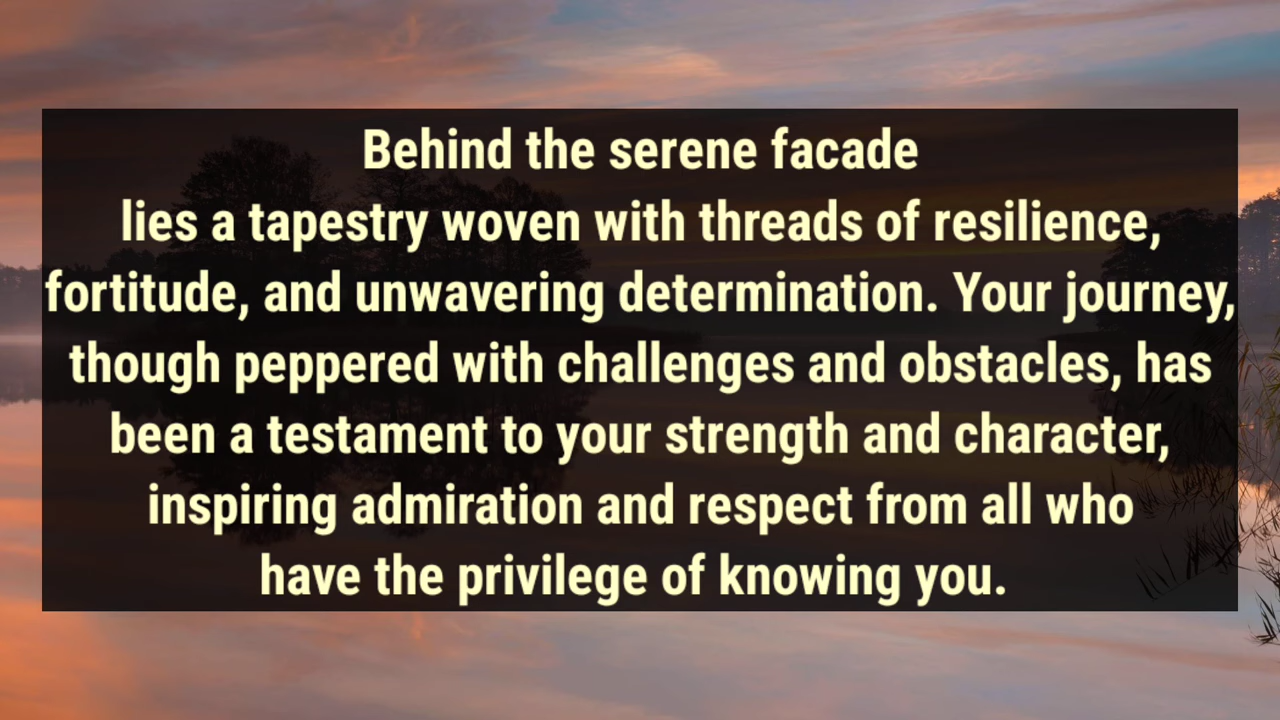 Behind the serene facade
lies a tapestry woven with threads of resilience,
fortitude, and unwavering determination. Your journey,
though peppered with challenges and obstacles, has
been a testament to your strength and character,
inspiring admiration and respect from all who
have the privilege of knowing you.